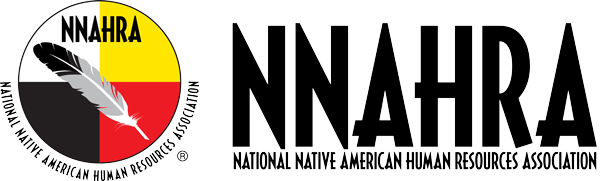 NNAHRA
NATIONAL NATIVE AMERICAN HUMAN RESOURCES ASSOCIATION
®
NNAHRA
NATIONAL NATIVE AMERICAN HUMAN RESOURCES ASSOCIATION